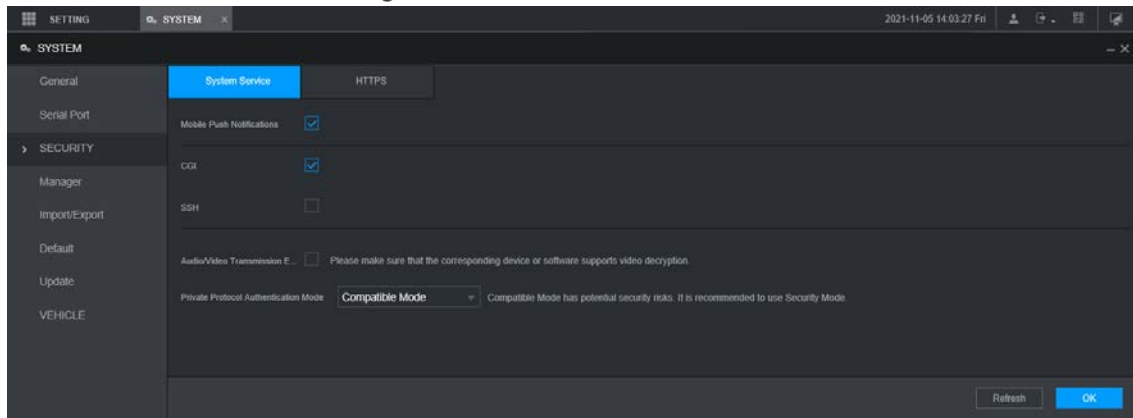 SETTING SYSTEM × 2021-11-05 14:03:27 Fri
SYSTEM
General System Service HTTPS
Serial Port Mobile Push Notifications
SECURITY
CGI
Manager
Import/Export SSH
Default
Audio/Video Transmission E... Please make sure that the corresponding device or software supports video decryption.
Update
Private Protocol Authentication Mode Compatible Mode Compatible Mode has potential security risks. It is recommended to use Security Mode.
VEHICLE
Refresh OK